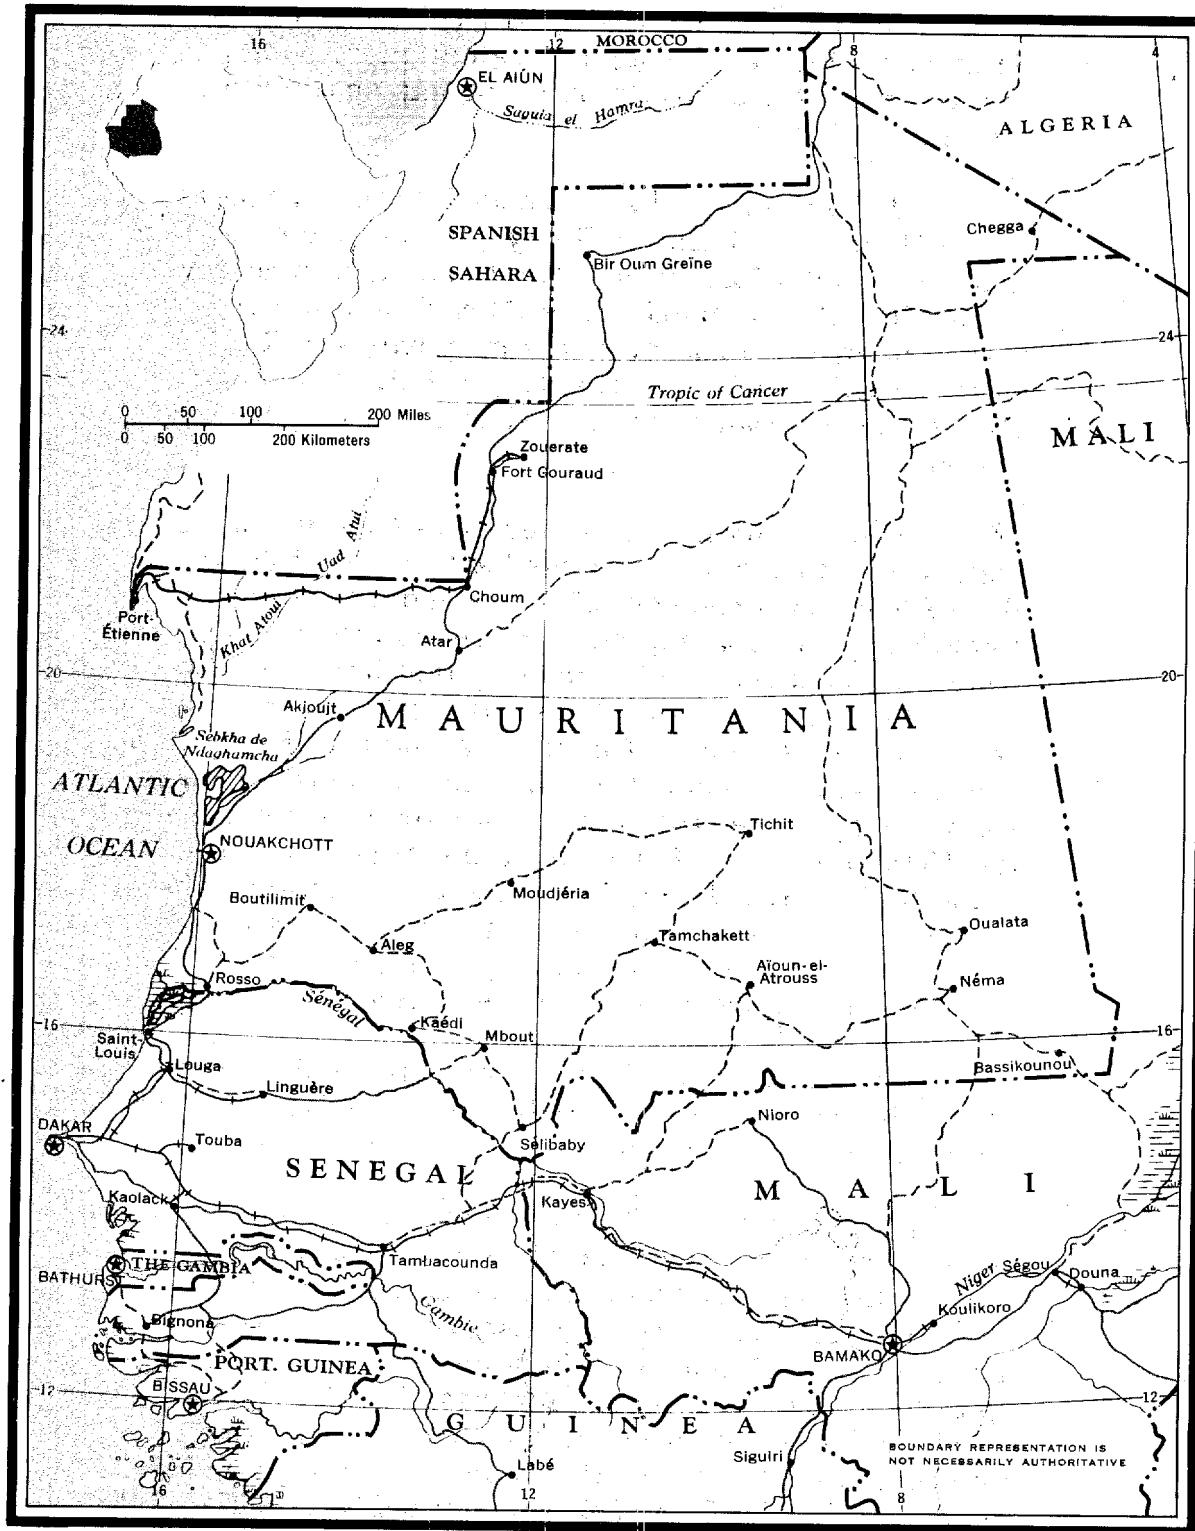 16
12
MOROCCO
8
4
EL AIÚN
Saguia el Hamra
ALGERIA
SPANISH
SAHARA
Chegga
Bir Oum Greïne
24
24
Tropic of Cancer
0 50 100 200 Miles
0 50 100 200 Kilometers
MALI
Zouerate
Fort Gouraud
Uad Atui
Choum
Port-
Étienne
Khat Atoui
Atar
20
20
Akjoujt
MAURITANIA
Sebkha de
Ndaghamcha
ATLANTIC
OCEAN
NOUAKCHOTT
Tichit
Boutilimit
Moudjéria
Aleg
Tamchakett
Oualata
Aïoun-el-
Atrouss
Rosso
Néma
Sénégal
16
Kaédi
16
Saint-
Louis
Mbout
Louga
Bassikounou
Linguère
DAKAR
Nioro
Touba
Sélibaby
SENEGAL
MALI
Kaolack
Kayes
Tambacounda
THE GAMBIA
BATHURST
Niger
Ségou
Douna
Gambie
Koulikoro
Bignona
BAMAKO
PORT. GUINEA
12
BISSAU
12
GUINEA
BOUNDARY REPRESENTATION IS
NOT NECESSARILY AUTHORITATIVE
Siguiri
Labé
16
12
8